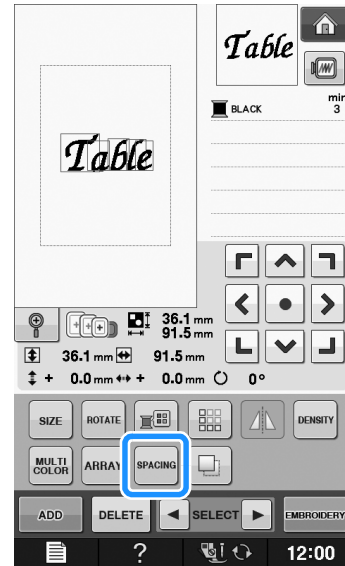 Table
Table
BLACK
min
3
36.1 mm
91.5 mm
36.1 mm 91.5 mm
+ 0.0 mm + 0.0 mm 0°
SIZE ROTATE DENSITY
MULTI COLOR ARRAY SPACING
ADD DELETE SELECT EMBROIDERY
? 12:00